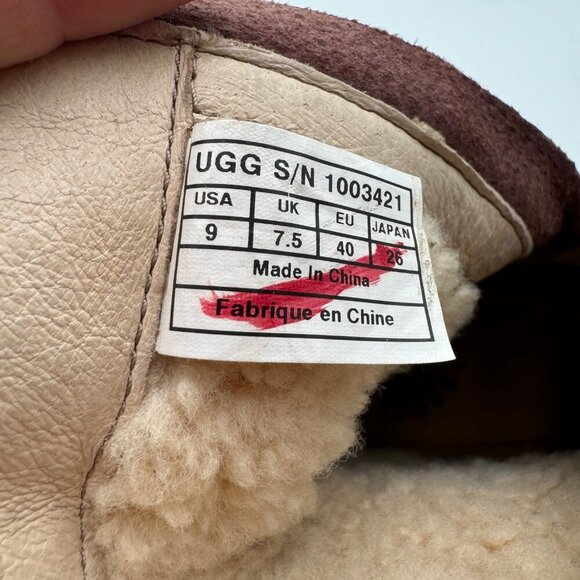 UGG S/N 1003421
USA UK EU JAPAN
9 7.5 40 26
Made In China
Fabrique en Chine